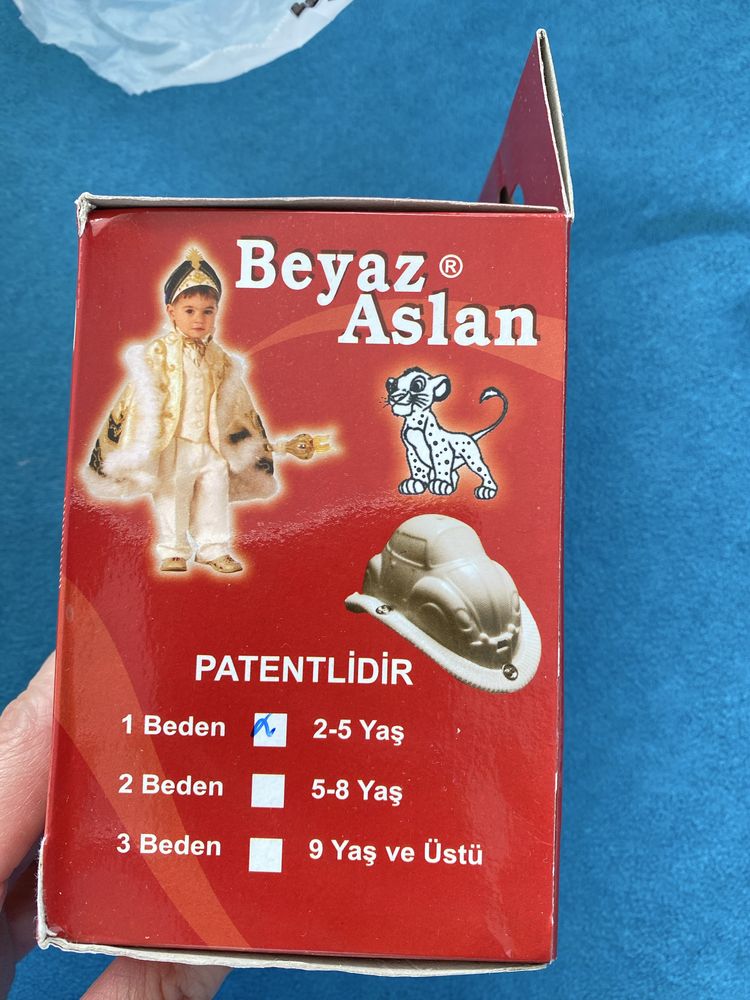 Beyaz ®
Aslan
PATENTLİDİR
1 Beden 2-5 Yaş
2 Beden 5-8 Yaş
3 Beden 9 Yaş ve Üstü